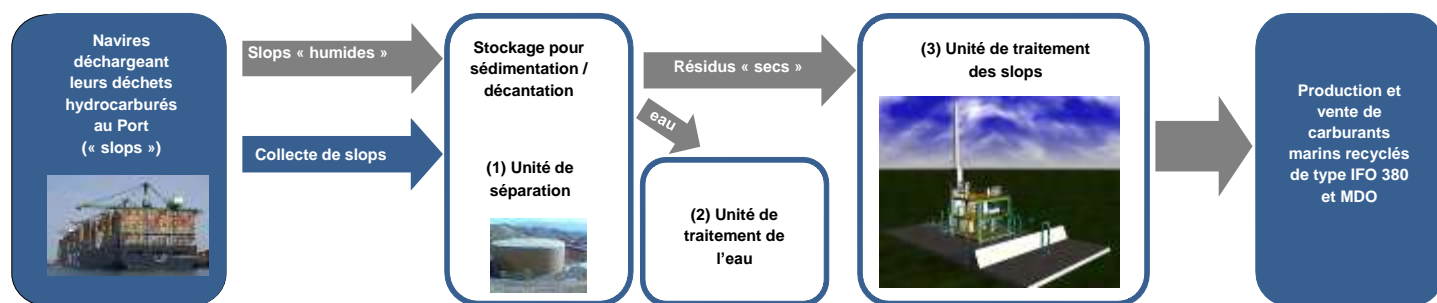 Navires
déchargeant
leurs déchets
hydrocarburés
au Port
(« slops »)
Slops « humides »
Collecte de slops
Stockage pour
sédimentation /
décantation
(1) Unité de
séparation
Résidus « secs »
eau
(2) Unité de
traitement de
l’eau
(3) Unité de traitement
des slops
Production et
vente de
carburants
marins recyclés
de type IFO 380
et MDO